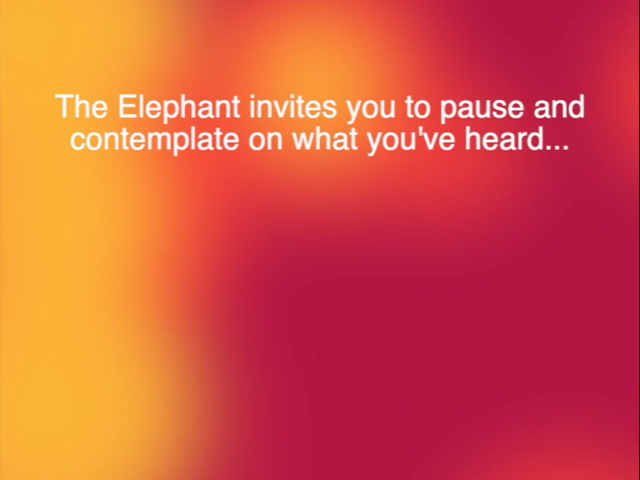 The Elephant invites you to pause and
contemplate on what you've heard...